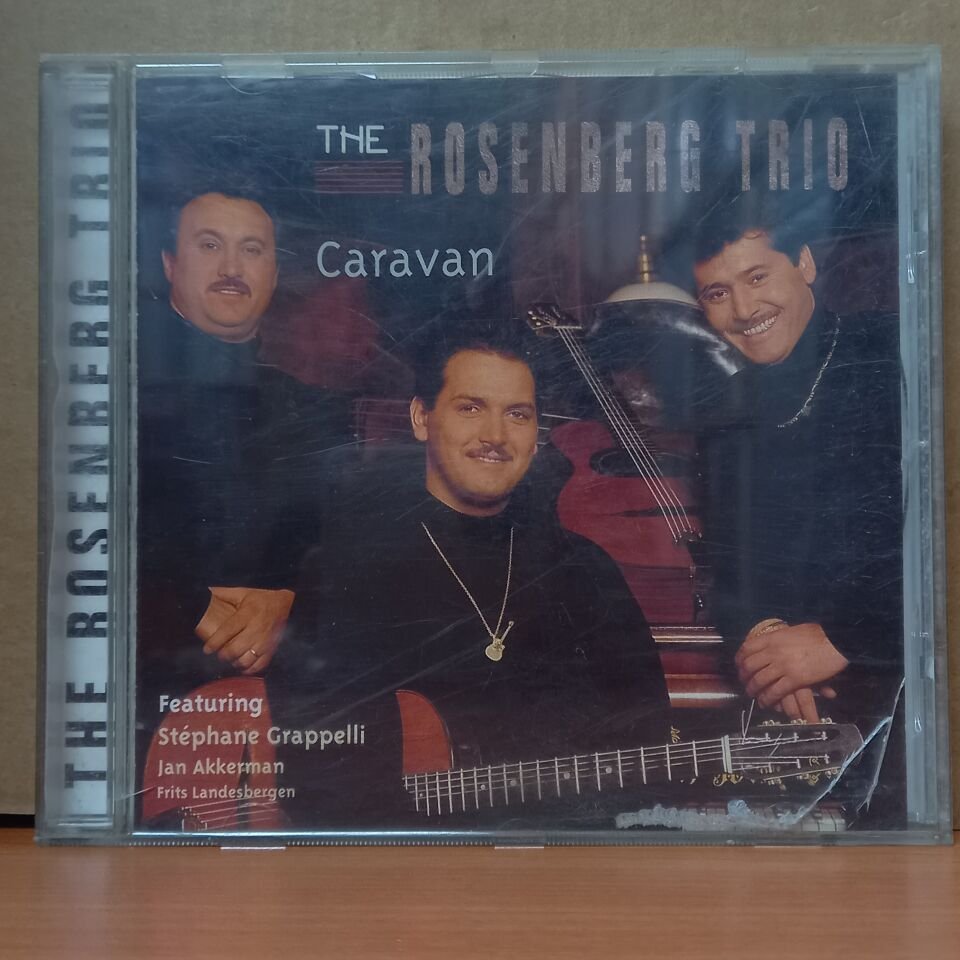 THE ROSENBERG TRIO
THE ROSENBERG TRIO
Caravan
Featuring
Stéphane Grappelli
Jan Akkerman
Frits Landesbergen